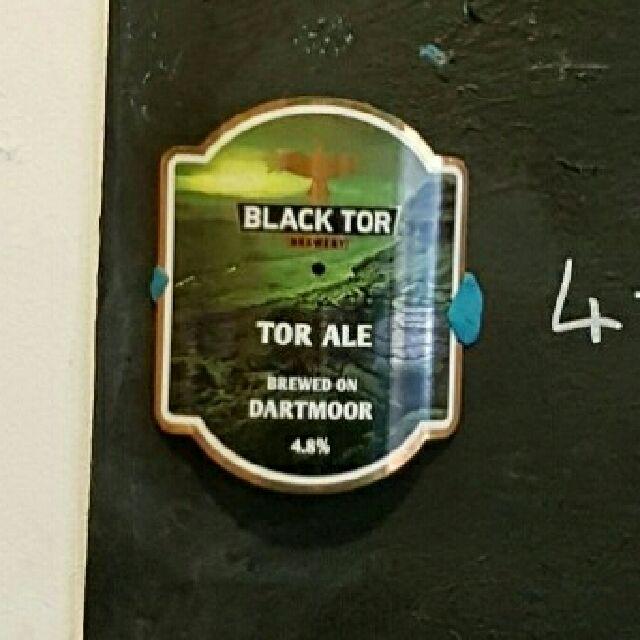 BLACK TOR
BREWERY
TOR ALE
BREWED ON
DARTMOOR
4.8%
4